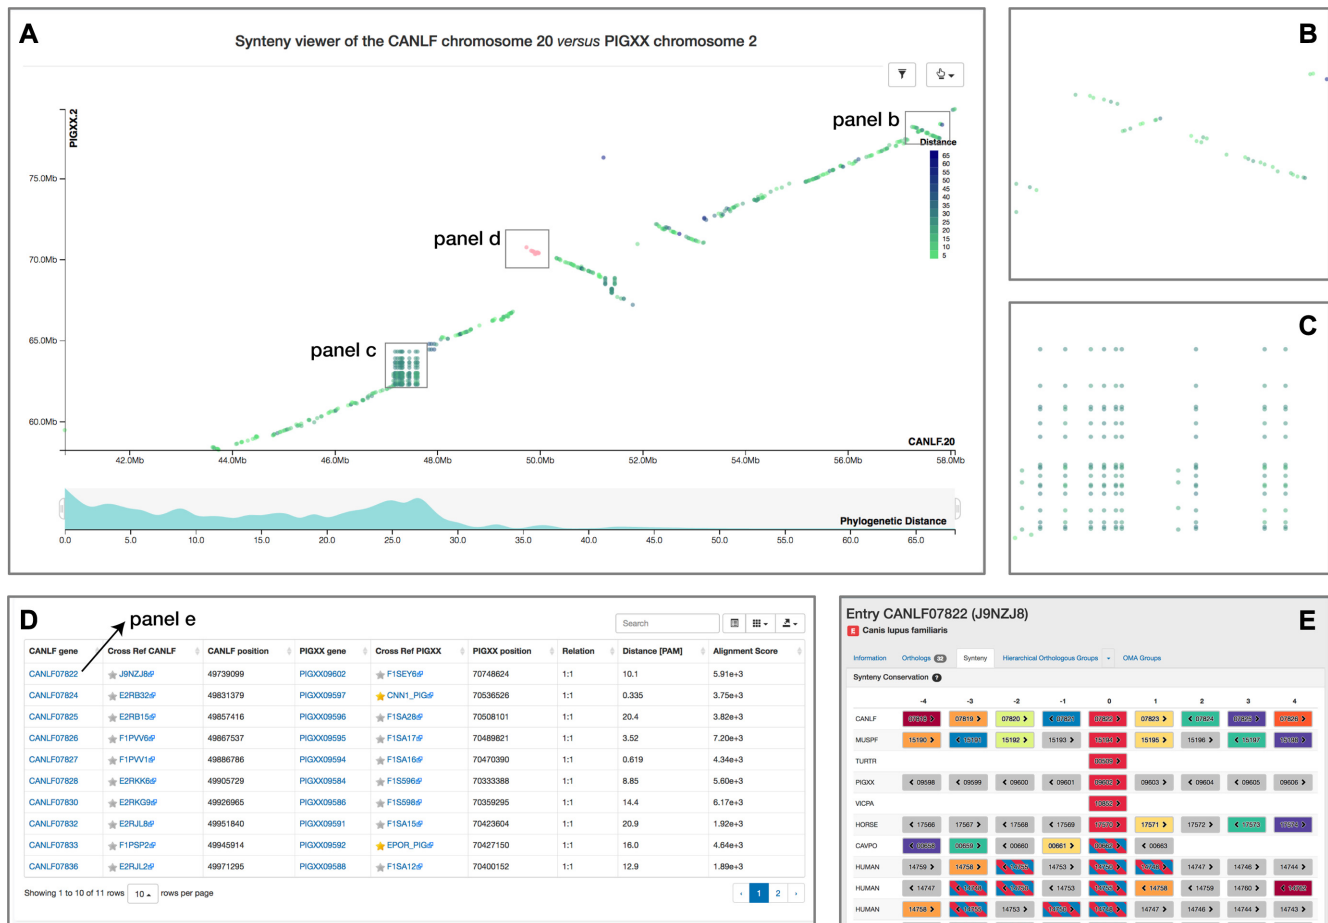 A
Synteny viewer of the CANLF chromosome 20 versus PIGXX chromosome 2
PIGXX.2
panel b
Distance
65
60
55
50
45
40
35
30
25
20
15
10
5
75.0Mb
panel d
70.0Mb
65.0Mb
panel c
60.0Mb
CANLF.20
42.0Mb 44.0Mb 46.0Mb 48.0Mb 50.0Mb 52.0Mb 54.0Mb 56.0Mb 58.0Mb
Phylogenetic Distance
0.0 5.0 10.0 15.0 20.0 25.0 30.0 35.0 40.0 45.0 50.0 55.0 60.0 65.0
B
C
D
panel e
Search
CANLF gene Cross Ref CANLF CANLF position PIGXX gene Cross Ref PIGXX PIGXX position Relation Distance [PAM] Alignment Score
CANLF07822 J9NZJ8 49739099 PIGXX09602 F1SEY6 70748624 1:1 10.1 5.91e+3
CANLF07824 E2RB32 49831379 PIGXX09597 CNN1_PIG 70536526 1:1 0.335 3.75e+3
CANLF07825 E2RB15 49857416 PIGXX09596 F1SA28 70508101 1:1 20.4 3.82e+3
CANLF07826 F1PVV6 49867537 PIGXX09595 F1SA17 70489821 1:1 3.52 7.20e+3
CANLF07827 F1PVV1 49886786 PIGXX09594 F1SA16 70470390 1:1 0.619 4.34e+3
CANLF07828 E2RKK6 49905729 PIGXX09584 F1S596 70333388 1:1 8.85 5.60e+3
CANLF07830 E2RKG9 49926965 PIGXX09586 F1S598 70359295 1:1 14.4 6.17e+3
CANLF07832 E2RJL8 49951840 PIGXX09591 F1SA15 70423604 1:1 20.9 1.92e+3
CANLF07833 F1PSP2 49945914 PIGXX09592 EPOR_PIG 70427150 1:1 16.0 4.64e+3
CANLF07836 E2RJL2 49971295 PIGXX09588 F1SA12 70400152 1:1 12.9 1.89e+3
Showing 1 to 10 of 11 rows 10 rows per page
‹ 1 2 ›
Entry CANLF07822 (J9NZJ8)
E
E Canis lupus familiaris
Information Orthologs 32 Synteny Hierarchical Orthologous Groups OMA Groups
Synteny Conservation ?
-4 -3 -2 -1 0 1 2 3 4
CANLF 07819 > 07820 > 07823 > < 07824 07826 >
MUSPF 15190 > 15192 > 15193 > 15195 > 15196 > < 15197
TURTR
PIGXX < 09598 < 09599 < 09600 < 09601 09603 > < 09604 < 09605 09606 >
VICPA
HORSE < 17566 17567 > < 17568 < 17569 17571 > 17572 > < 17573
CAVPO 00659 > < 00660 00661 > < 00663
HUMAN 14759 > 14758 > 14747 > 14746 > 14744 >
HUMAN < 14747 < 14753 < 14758 < 14759 14760 >
HUMAN 14758 > 14753 > 14747 > 14744 > 14743 >